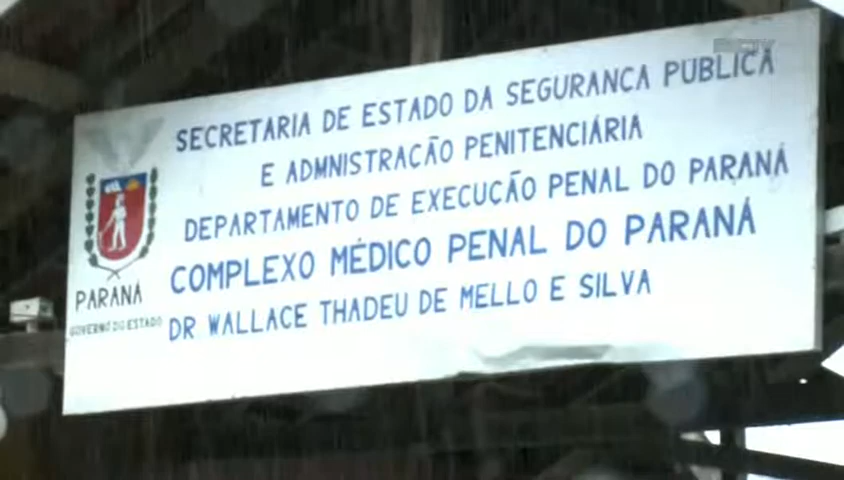 SECRETARIA DE ESTADO DA SEGURANCA PÚBLICA
E ADMNISTRAÇÃO PENITENCIÁRIA
DEPARTAMENTO DE EXECUÇÃO PENAL DO PARANÁ
COMPLEXO MÉDICO PENAL DO PARANÁ
DR WALLACE THADEU DE MELLO E SILVA
PARANÁ
GOVERNO DO ESTADO